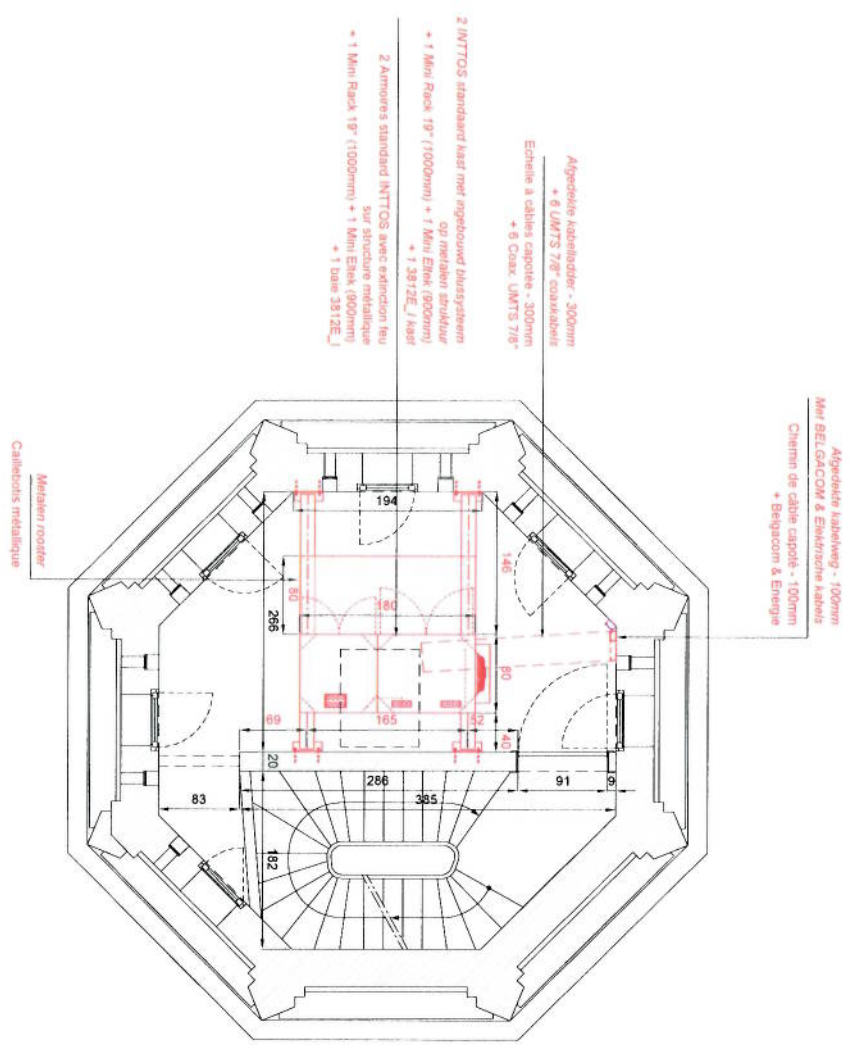 Afgedekte kabelweg - 100mm
Met BELGACOM & Elektrische kabels
Chemin de câble capoté - 100mm
+ Belgacom & Energie
Afgedekte kabelladder - 300mm
+ 6 UMTS 7/8" coaxkabels
Echelle a câbles capotée - 300mm
+ 6 Coax. UMTS 7/8"
2 INTTOS standaard kast met ingebouwd blussysteem
op metalen struktuur
+ 1 Mini Rack 19" (1000mm) + 1 Mini Eltek (900mm)
+ 1 3812E_I kast
2 Armoires standard INTTOS avec extinction feu
sur structure métallique
+ 1 Mini Rack 19" (1000mm) + 1 Mini Eltek (900mm)
+ 1 baie 3812E_I
Metalen rooster
Caillebotis métallique
194
146
80
266
180
80
69
165
52
40
20
286
91
9
83
385
182